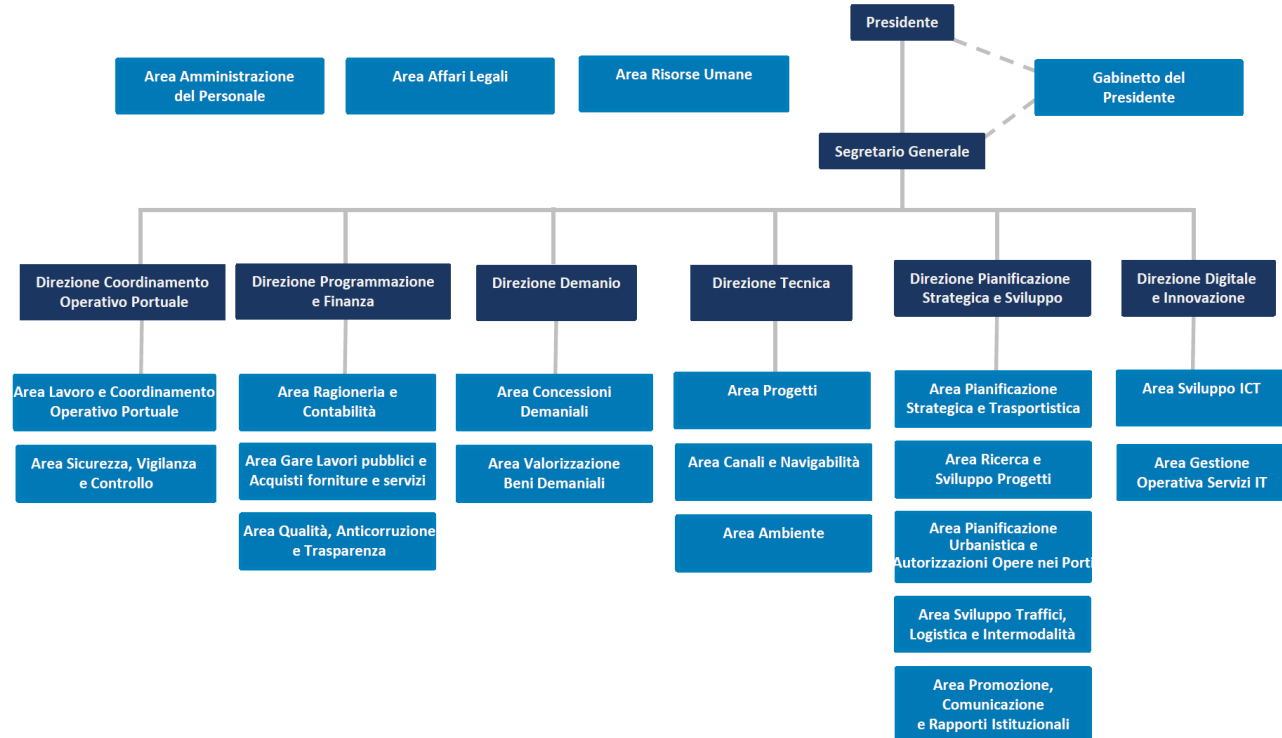 Presidente
Area Amministrazione
del Personale
Area Affari Legali
Area Risorse Umane
Gabinetto del
Presidente
Segretario Generale
Direzione Coordinamento
Operativo Portuale
Direzione Programmazione
e Finanza
Direzione Demanio
Direzione Tecnica
Direzione Pianificazione
Strategica e Sviluppo
Direzione Digitale
e Innovazione
Area Lavoro e Coordinamento
Operativo Portuale
Area Sicurezza, Vigilanza
e Controllo
Area Ragioneria e
Contabilità
Area Gare Lavori pubblici e
Acquisti forniture e servizi
Area Qualità, Anticorruzione
e Trasparenza
Area Concessioni
Demaniali
Area Valorizzazione
Beni Demaniali
Area Progetti
Area Canali e Navigabilità
Area Ambiente
Area Pianificazione
Strategica e Trasportistica
Area Ricerca e
Sviluppo Progetti
Area Pianificazione
Urbanistica e
Autorizzazioni Opere nei Porti
Area Sviluppo Traffici,
Logistica e Intermodalità
Area Promozione,
Comunicazione
e Rapporti Istituzionali
Area Sviluppo ICT
Area Gestione
Operativa Servizi IT